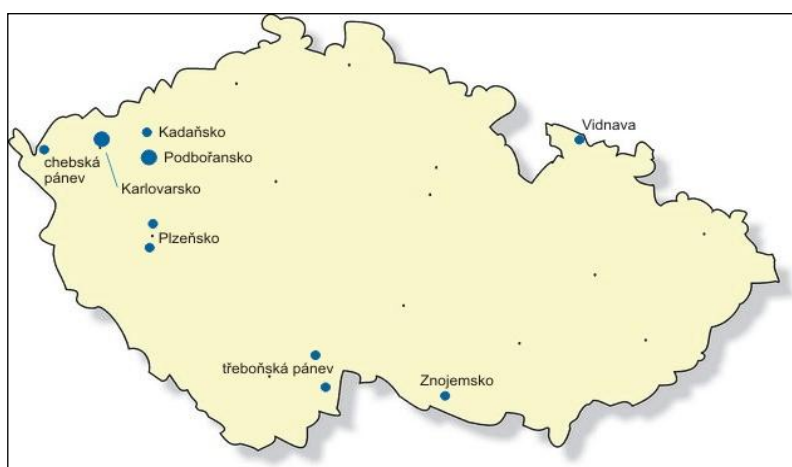 Vidnava
Kadaňsko
Podbořansko
chebská
pánev
Karlovarsko
Plzeňsko
třeboňská pánev
Znojemsko